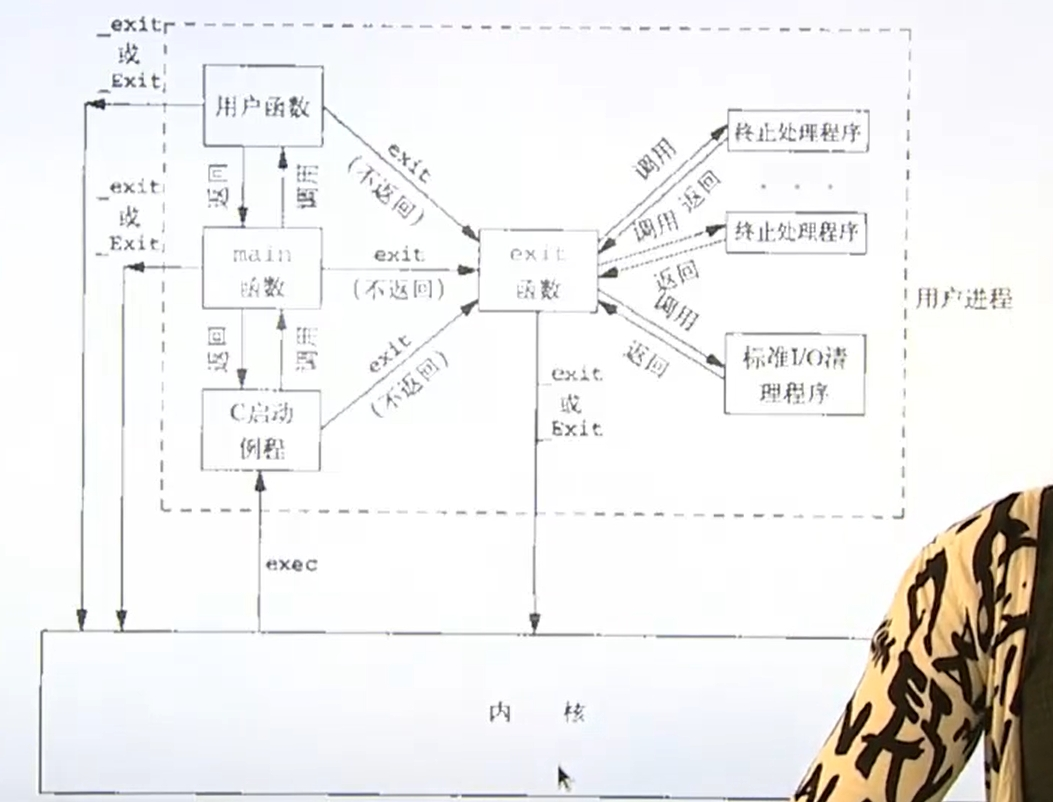 _exit
或
_Exit
用户函数
exit
(不返回)
返回
调用
_exit
或
_Exit
main
函数
exit
(不返回)
返回
调用
C启动
例程
exit
(不返回)
exit
函数
调用
返回
终止处理程序
. . .
调用
返回
终止处理程序
调用
返回
标准I/O清
理程序
用户进程
_exit
或
_Exit
exec
内 核